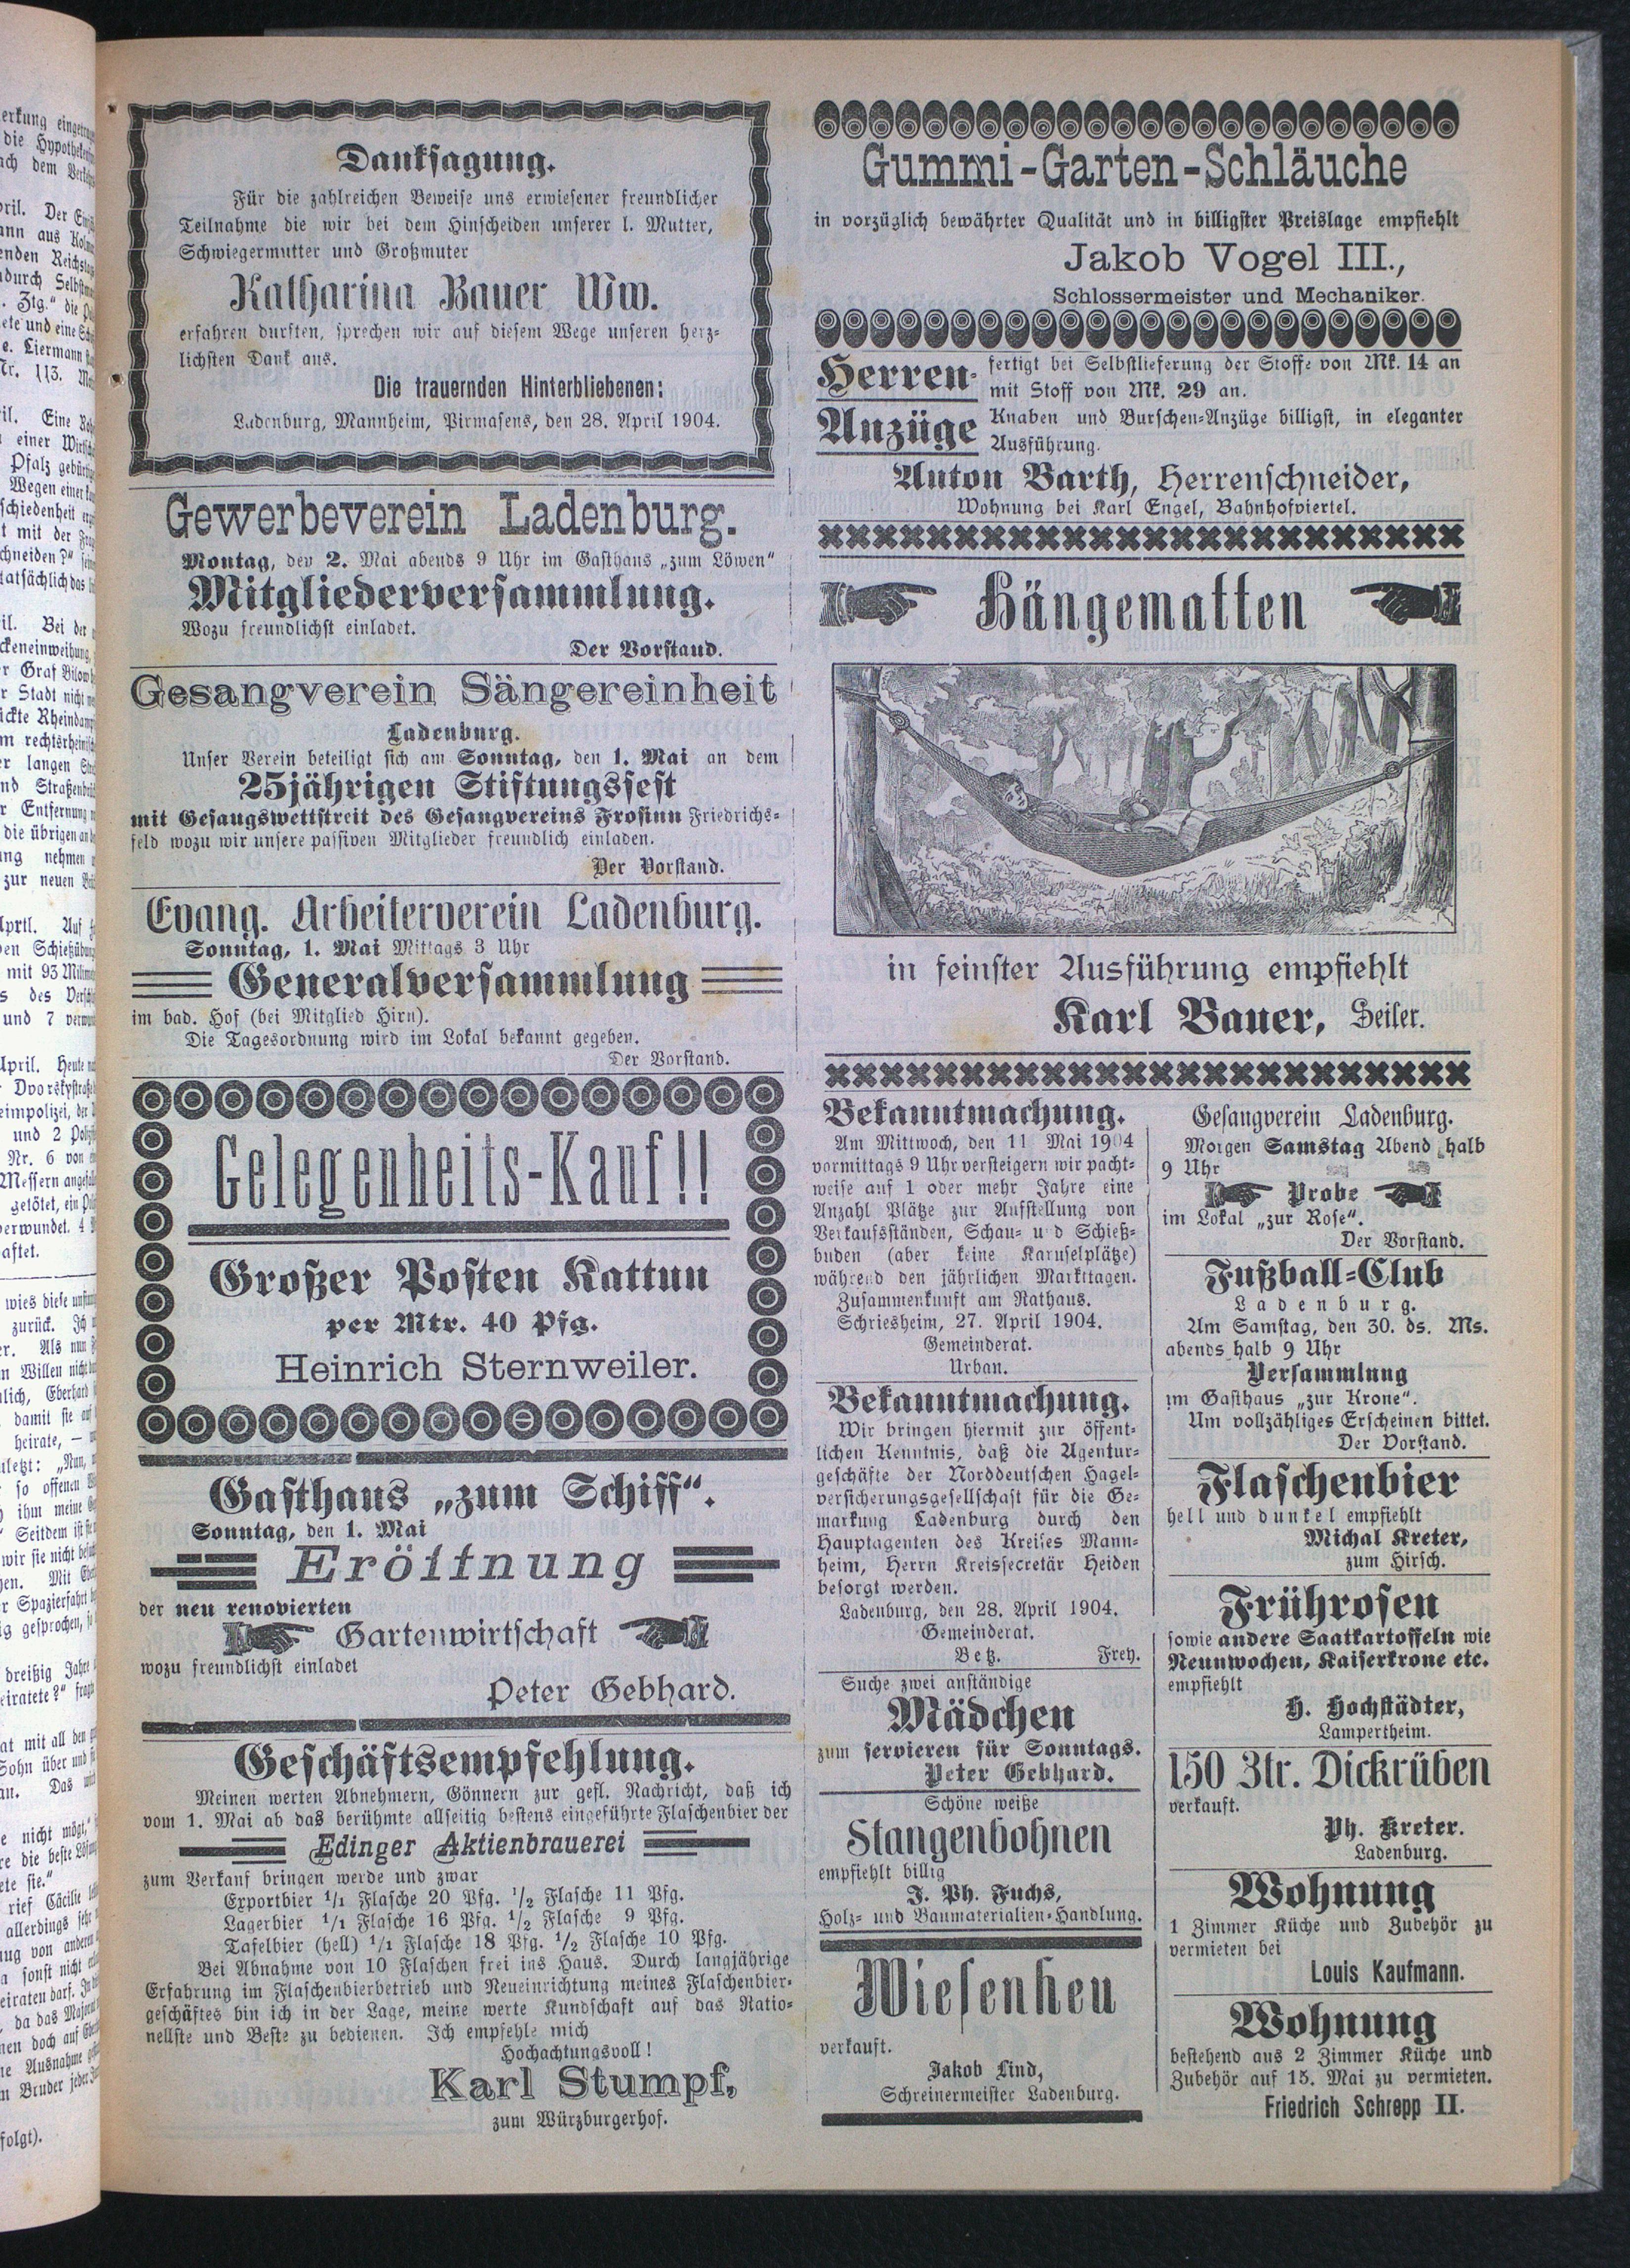 Danksagung.
Für die zahlreichen Beweise uns erwiesener freundlicher
Teilnahme die wir bei dem Hinscheiden unserer l. Mutter,
Schwiegermutter und Großmuter
Katharina Bauer Ww.
erfahren durften, sprechen wir auf diesem Wege unseren herz-
lichsten Dank aus.
Die trauernden Hinterbliebenen:
Ladenburg, Mannheim, Pirmasens, den 28. April 1904.
Gewerbeverein Ladenburg.
Montag, den 2. Mai abends 9 Uhr im Gasthaus „zum Löwen“
Mitgliederversammlung.
Wozu freundlichst einladet.
Der Vorstand.
Gesangverein Sängereinheit
Ladenburg.
Unser Verein beteiligt sich am Sonntag, den 1. Mai an dem
25jährigen Stiftungsfest
mit Gesangswettstreit des Gesangvereins Frosinn Friedrichs-
feld wozu wir unsere passiven Mitglieder freundlich einladen.
Der Vorstand.
Evang. Arbeiterverein Ladenburg.
Sonntag, 1. Mai Mittags 3 Uhr
Generalversammlung
im bad. Hof (bei Mitglied Hirn).
Die Tagesordnung wird im Lokal bekannt gegeben.
Der Vorstand.
Gelegenheits-Kauf!!
Großer Posten Kattun
per Mtr. 40 Pfg.
Heinrich Sternweiler.
Gasthaus „zum Schiff“.
Sonntag, den 1. Mai
Eröffnung
der neu renovierten
Gartenwirtschaft
wozu freundlichst einladet
Peter Gebhard.
Geschäftsempfehlung.
Meinen werten Abnehmern, Gönnern zur gefl. Nachricht, daß ich
vom 1. Mai ab das berühmte allseitig bestens eingeführte Flaschenbier der
Edinger Aktienbrauerei
zum Verkauf bringen werde und zwar
Exportbier 1/1 Flasche 20 Pfg. 1/2 Flasche 11 Pfg.
Lagerbier 1/1 Flasche 16 Pfg. 1/2 Flasche 9 Pfg.
Tafelbier (hell) 1/1 Flasche 18 Pfg. 1/2 Flasche 10 Pfg.
Bei Abnahme von 10 Flaschen frei ins Haus. Durch langjährige
Erfahrung im Flaschenbierbetrieb und Neueinrichtung meines Flaschenbier-
geschäftes bin ich in der Lage, meine werte Kundschaft auf das Ratio-
nellste und Beste zu bedienen. Ich empfehle mich
Hochachtungsvoll!
Karl Stumpf,
zum Würzburgerhof.
Gummi-Garten-Schläuche
in vorzüglich bewährter Qualität und in billigster Preislage empfiehlt
Jakob Vogel III.,
Schlossermeister und Mechaniker.
Herren-
Anzüge
fertigt bei Selbstlieferung der Stoffe von Mk. 14 an
mit Stoff von Mk. 29 an.
Knaben und Burschen-Anzüge billigst, in eleganter
Ausführung.
Anton Barth, Herrenschneider,
Wohnung bei Karl Engel, Bahnhofviertel.
Hängematten
in feinster Ausführung empfiehlt
Karl Bauer, Seiler.
Bekanntmachung.
Am Mittwoch, den 11 Mai 1904
vormittags 9 Uhr versteigern wir pacht-
weise auf 1 oder mehr Jahre eine
Anzahl Plätze zur Aufstellung von
Verkaufsständen, Schau- und Schieß-
buden (aber keine Karuselplätze)
während den jährlichen Markttagen.
Zusammenkunft am Rathaus.
Schriesheim, 27. April 1904.
Gemeinderat.
Urban.
Bekanntmachung.
Wir bringen hiermit zur öffent-
lichen Kenntnis, daß die Agentur-
geschäfte der Norddeutschen Hagel-
versicherungsgesellschaft für die Ge-
markung Ladenburg durch den
Hauptagenten des Kreises Mann-
heim, Herrn Kreissecretär Heiden
besorgt werden.
Ladenburg, den 28. April 1904.
Gemeinderat.
Betz. Frey.
Suche zwei anständige
Mädchen
zum servieren für Sonntags.
Peter Gebhard.
Schöne weiße
Stangenbohnen
empfiehlt billig
J. Ph. Fuchs,
Holz- und Baumaterialien-Handlung.
Wiesenheu
verkauft.
Jakob Lind,
Schreinermeister Ladenburg.
Gesangverein Ladenburg.
Morgen Samstag Abend halb
9 Uhr
Probe
im Lokal „zur Rose“.
Der Vorstand.
Fußball-Club
Ladenburg.
Am Samstag, den 30. ds. Ms.
abends halb 9 Uhr
Versammlung
im Gasthaus „zur Krone“.
Um vollzähliges Erscheinen bittet.
Der Vorstand.
Flaschenbier
hell und dunkel empfiehlt
Michal Kreter,
zum Hirsch.
Frührosen
sowie andere Saatkartoffeln wie
Neunwochen, Kaiserkrone etc.
empfiehlt
H. Hochstädter,
Lampertheim.
150 Ztr. Dickrüben
verkauft.
Ph. Kreter.
Ladenburg.
Wohnung
1 Zimmer Küche und Zubehör zu
vermieten bei
Louis Kaufmann.
Wohnung
bestehend aus 2 Zimmer Küche und
Zubehör auf 15. Mai zu vermieten.
Friedrich Schrepp II.